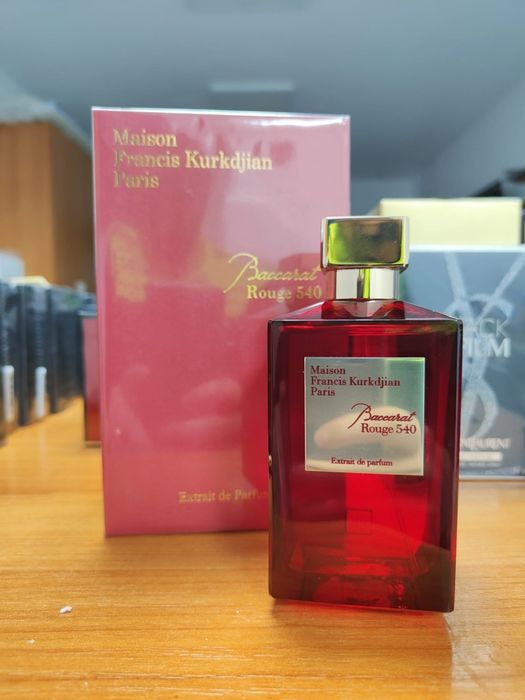 Maison
Francis Kurkdjian
Paris
Baccarat
Rouge 540
Extrait de Parfum
Maison
Francis Kurkdjian
Paris
Baccarat
Rouge 540
Extrait de parfum